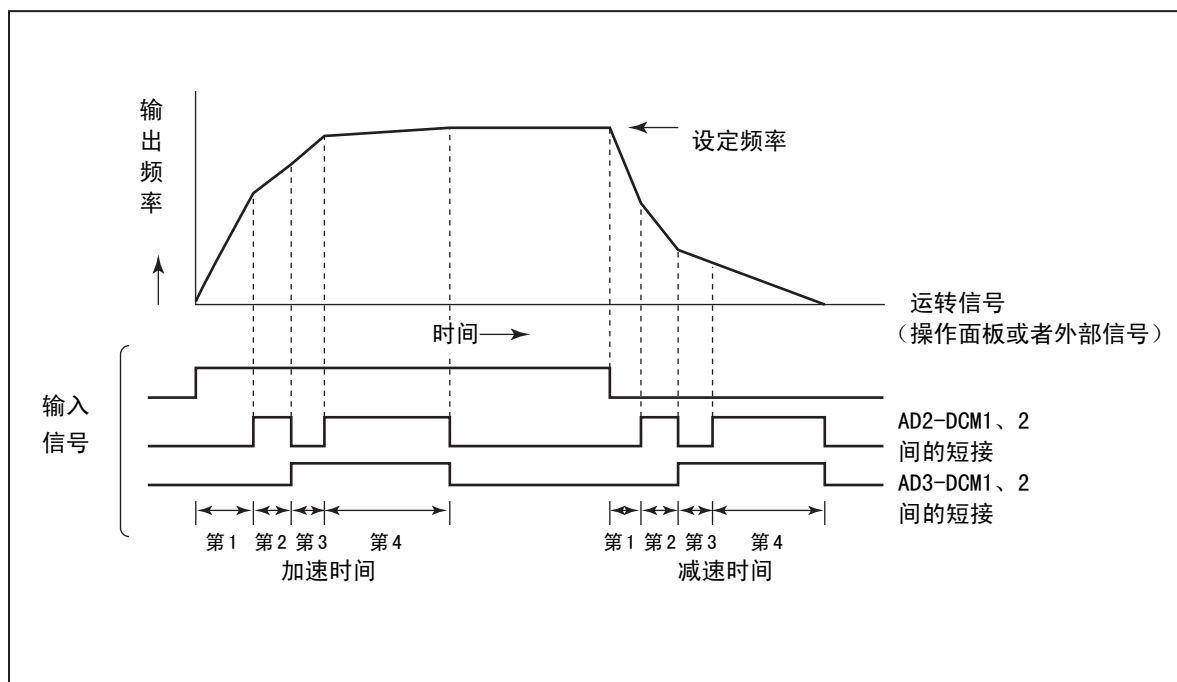 输出频率
设定频率
运转信号
（操作面板或者外部信号）
时间
输入
信号
AD2-DCM1、2
间的短接
AD3-DCM1、2
间的短接
第1 第2 第3 第4 第1 第2 第3 第4
加速时间 减速时间